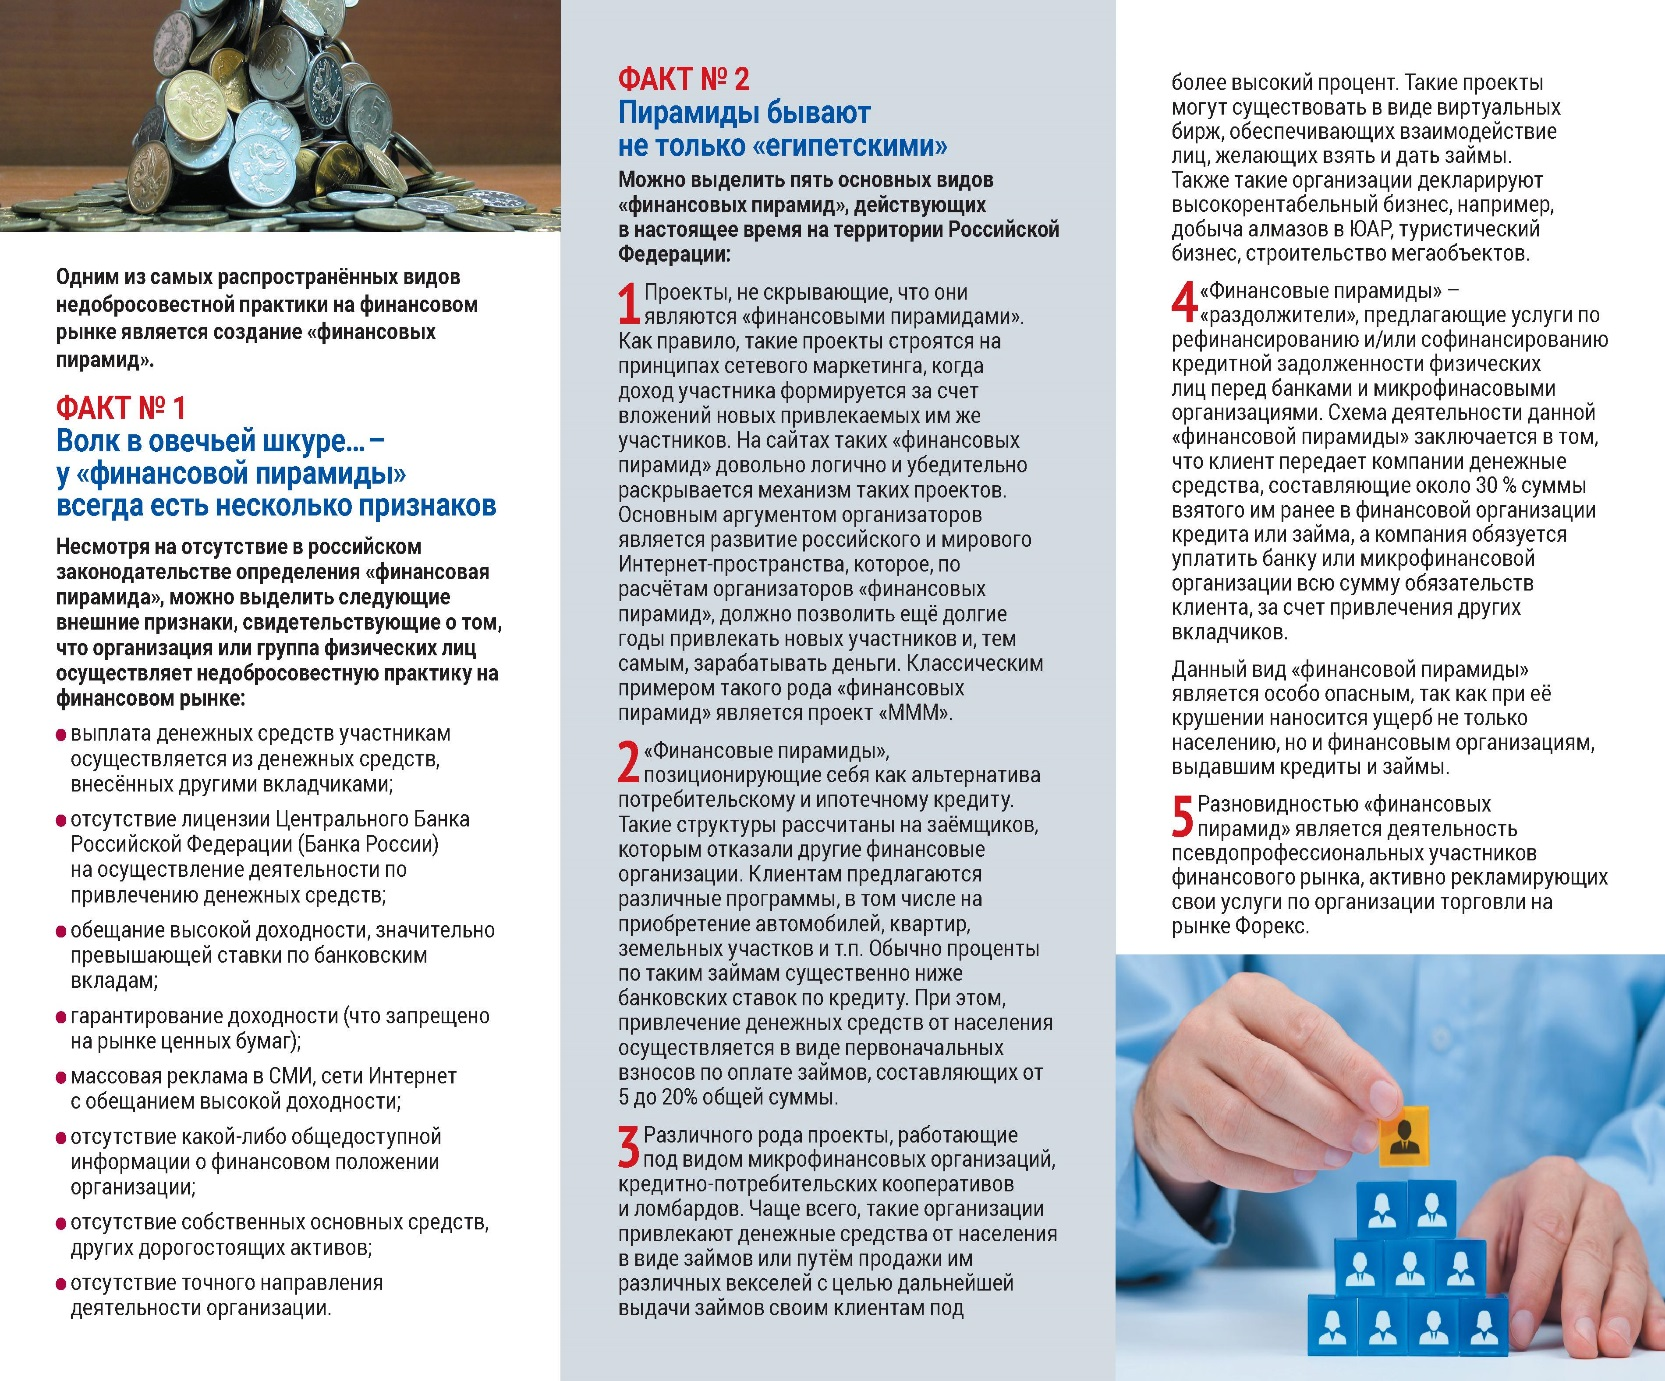 Одним из самых распространённых видов
недобросовестной практики на финансовом
рынке является создание «финансовых
пирамид».
ФАКТ № 1
Волк в овечьей шкуре... –
у «финансовой пирамиды»
всегда есть несколько признаков
Несмотря на отсутствие в российском
законодательстве определения «финансовая
пирамида», можно выделить следующие
внешние признаки, свидетельствующие о том,
что организация или группа физических лиц
осуществляет недобросовестную практику на
финансовом рынке:
● выплата денежных средств участникам
осуществляется из денежных средств,
внесённых другими вкладчиками;
● отсутствие лицензии Центрального Банка
Российской Федерации (Банка России)
на осуществление деятельности по
привлечению денежных средств;
● обещание высокой доходности, значительно
превышающей ставки по банковским
вкладам;
● гарантирование доходности (что запрещено
на рынке ценных бумаг);
● массовая реклама в СМИ, сети Интернет
с обещанием высокой доходности;
● отсутствие какой-либо общедоступной
информации о финансовом положении
организации;
● отсутствие собственных основных средств,
других дорогостоящих активов;
● отсутствие точного направления
деятельности организации.
ФАКТ № 2
Пирамиды бывают
не только «египетскими»
Можно выделить пять основных видов
«финансовых пирамид», действующих
в настоящее время на территории Российской
Федерации:
1 Проекты, не скрывающие, что они
являются «финансовыми пирамидами».
Как правило, такие проекты строятся на
принципах сетевого маркетинга, когда
доход участника формируется за счет
вложений новых привлекаемых им же
участников. На сайтах таких «финансовых
пирамид» довольно логично и убедительно
раскрывается механизм таких проектов.
Основным аргументом организаторов
является развитие российского и мирового
Интернет-пространства, которое, по
расчётам организаторов «финансовых
пирамид», должно позволить ещё долгие
годы привлекать новых участников и, тем
самым, зарабатывать деньги. Классическим
примером такого рода «финансовых
пирамид» является проект «МММ».
2 «Финансовые пирамиды»,
позиционирующие себя как альтернатива
потребительскому и ипотечному кредиту.
Такие структуры рассчитаны на заёмщиков,
которым отказали другие финансовые
организации. Клиентам предлагаются
различные программы, в том числе на
приобретение автомобилей, квартир,
земельных участков и т.п. Обычно проценты
по таким займам существенно ниже
банковских ставок по кредиту. При этом,
привлечение денежных средств от населения
осуществляется в виде первоначальных
взносов по оплате займов, составляющих от
5 до 20% общей суммы.
3 Различного рода проекты, работающие
под видом микрофинансовых организаций,
кредитно-потребительских кооперативов
и ломбардов. Чаще всего, такие организации
привлекают денежные средства от населения
в виде займов или путём продажи им
различных векселей с целью дальнейшей
выдачи займов своим клиентам под
более высокий процент. Такие проекты
могут существовать в виде виртуальных
бирж, обеспечивающих взаимодействие
лиц, желающих взять и дать займы.
Также такие организации декларируют
высокорентабельный бизнес, например,
добыча алмазов в ЮАР, туристический
бизнес, строительство мегаобъектов.
4 «Финансовые пирамиды» –
«раздолжители», предлагающие услуги по
рефинансированию и/или софинансированию
кредитной задолженности физических
лиц перед банками и микрофинасовыми
организациями. Схема деятельности данной
«финансовой пирамиды» заключается в том,
что клиент передает компании денежные
средства, составляющие около 30 % суммы
взятого им ранее в финансовой организации
кредита или займа, а компания обязуется
уплатить банку или микрофинансовой
организации всю сумму обязательств
клиента, за счет привлечения других
вкладчиков.
Данный вид «финансовой пирамиды»
является особо опасным, так как при её
крушении наносится ущерб не только
населению, но и финансовым организациям,
выдавшим кредиты и займы.
5 Разновидностью «финансовых
пирамид» является деятельность
псевдопрофессиональных участников
финансового рынка, активно рекламирующих
свои услуги по организации торговли на
рынке Форекс.